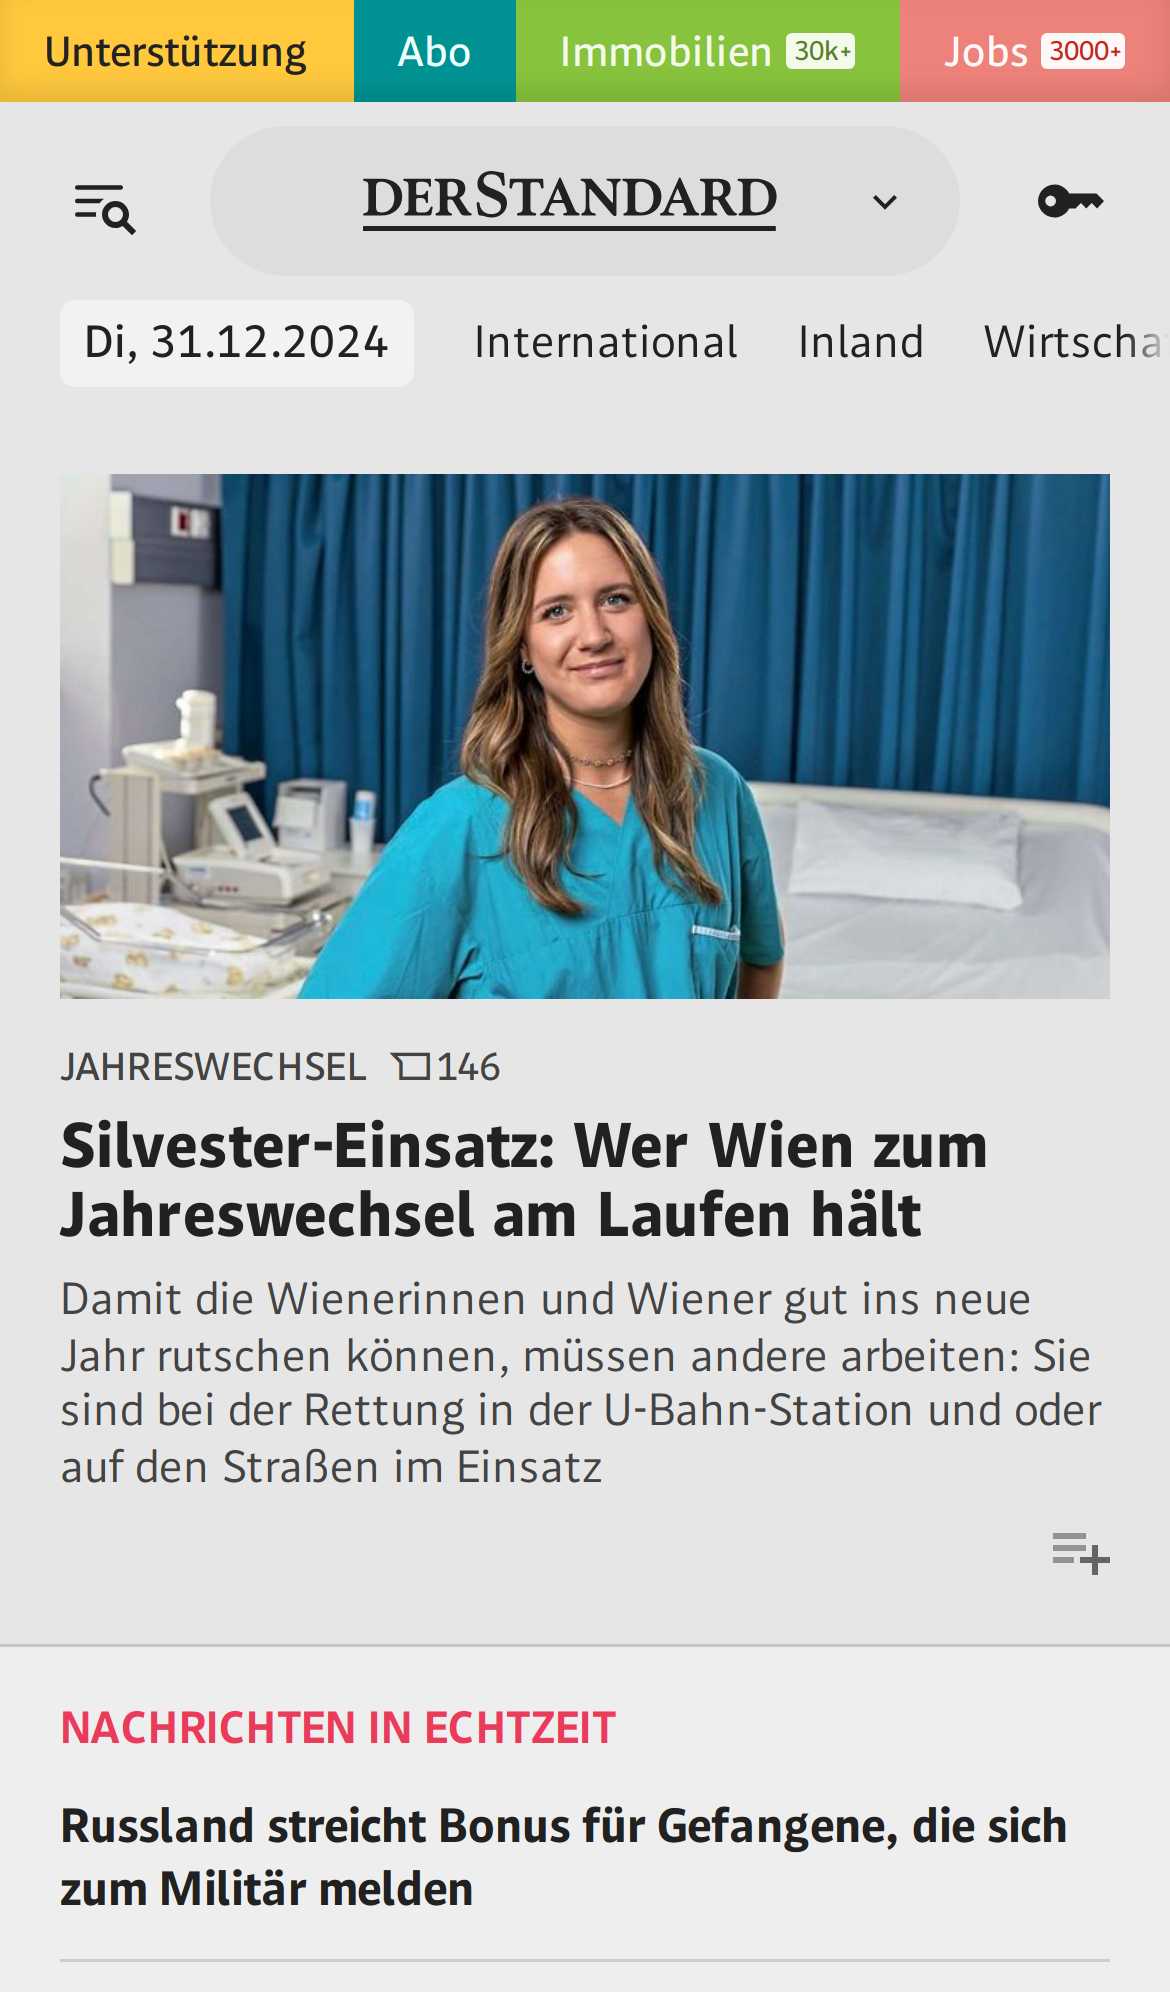 Unterstützung Abo Immobilien 30k+ Jobs 3000+
DERSTANDARD
Di, 31.12.2024 International Inland Wirtscha
JAHRESWECHSEL 146
Silvester-Einsatz: Wer Wien zum
Jahreswechsel am Laufen hält
Damit die Wienerinnen und Wiener gut ins neue
Jahr rutschen können, müssen andere arbeiten: Sie
sind bei der Rettung in der U-Bahn-Station und oder
auf den Straßen im Einsatz
NACHRICHTEN IN ECHTZEIT
Russland streicht Bonus für Gefangene, die sich
zum Militär melden